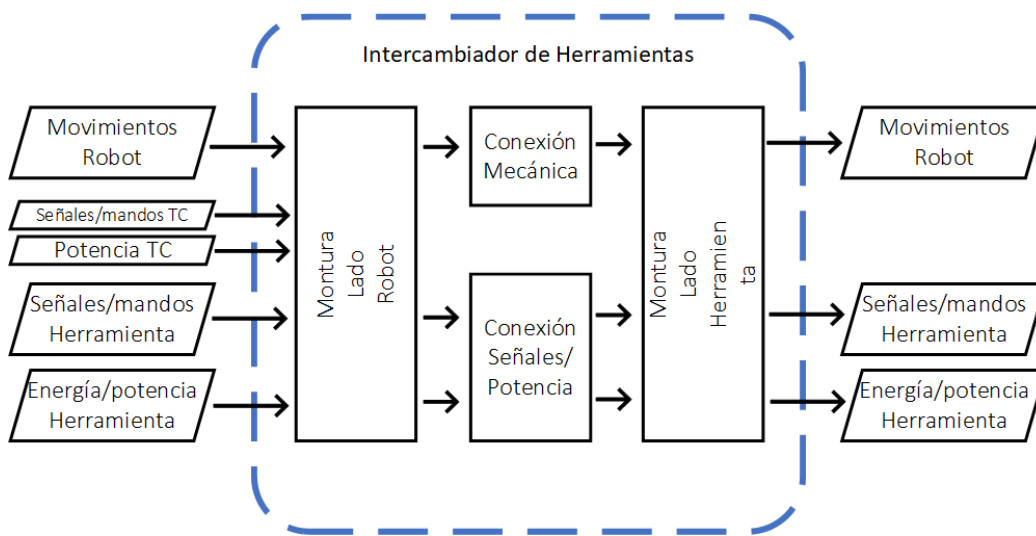 Intercambiador de Herramientas
Movimientos
Robot
Señales/mandos TC
Potencia TC
Señales/mandos
Herramienta
Energía/potencia
Herramienta
Montura
Lado
Robot
Conexión
Mecánica
Conexión
Señales/
Potencia
Montura
Lado
Herramien
ta
Movimientos
Robot
Señales/mandos
Herramienta
Energía/potencia
Herramienta